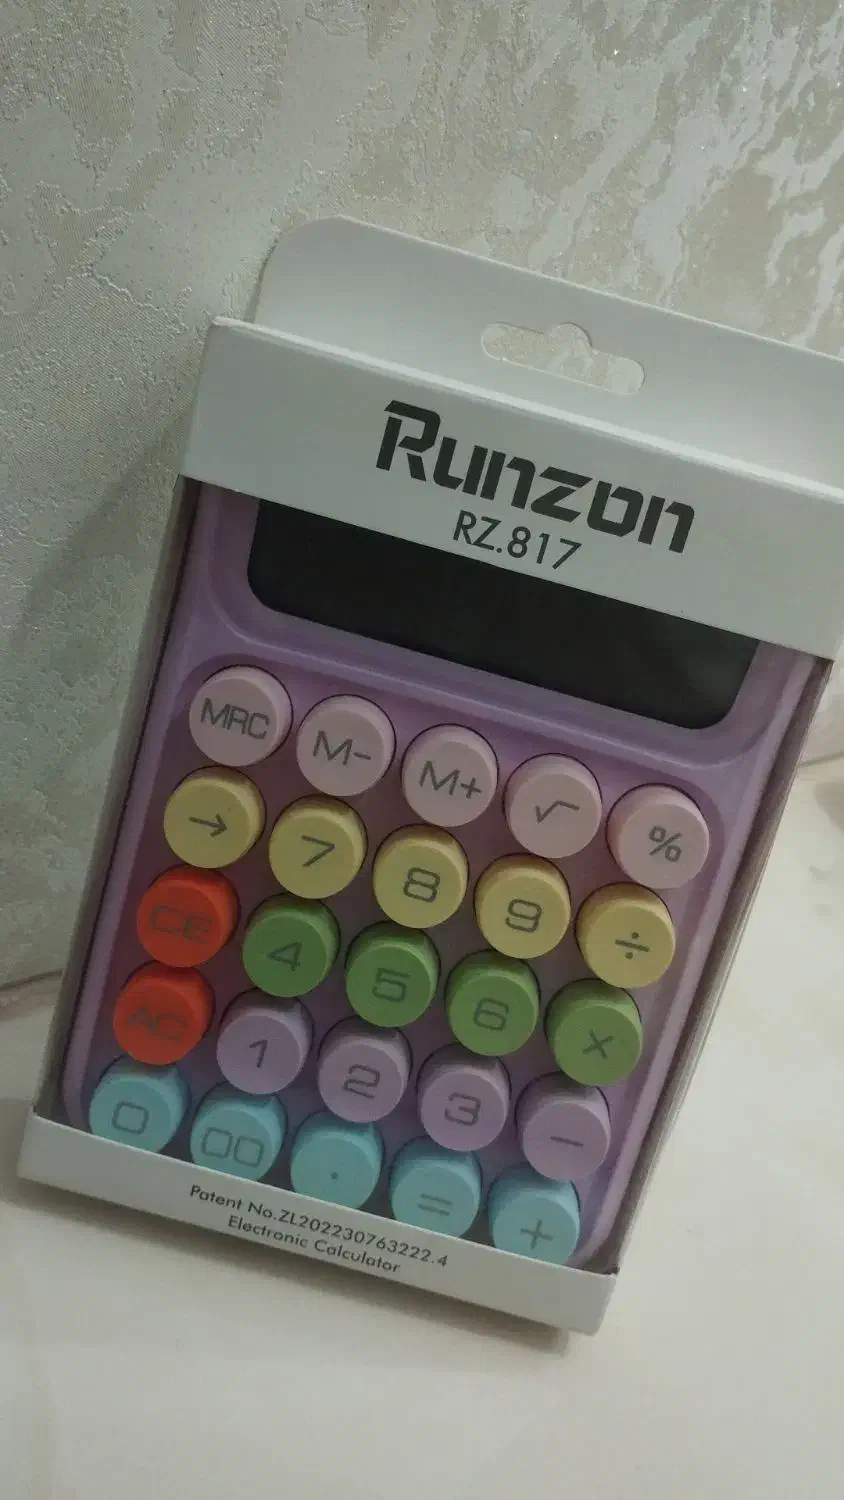 Runzon
RZ.817
MRC M- M+ √ %
→ 7 8 9 ÷
CE 4 5 6 ×
AC 1 2 3 −
0 00 . = +
Patent No.ZL202230763222.4
Electronic Calculator